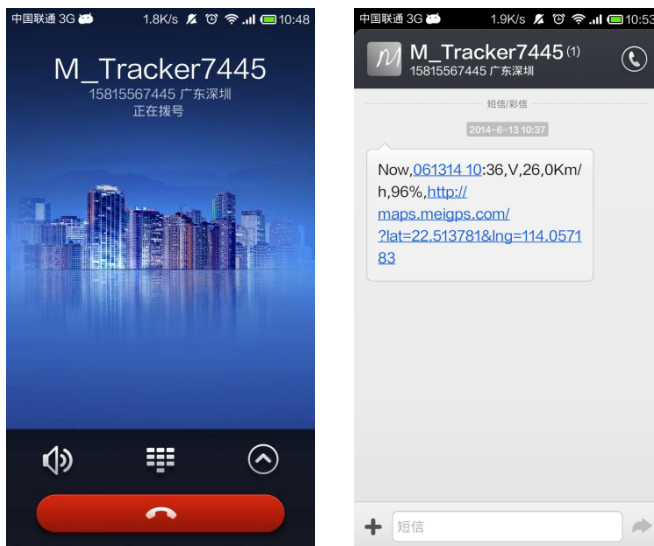 中国联通 3G 1.8K/s 10:48
M_Tracker7445
15815567445 广东深圳
正在拨号
中国联通 3G 1.9K/s 10:53
M_Tracker7445(1)
15815567445 广东深圳
短信/彩信
2014-6-13 10:37
Now,061314 10:36,V,26,0Km/
h,96%,http://
maps.meigps.com/
?lat=22.513781&lng=114.0571
83
短信